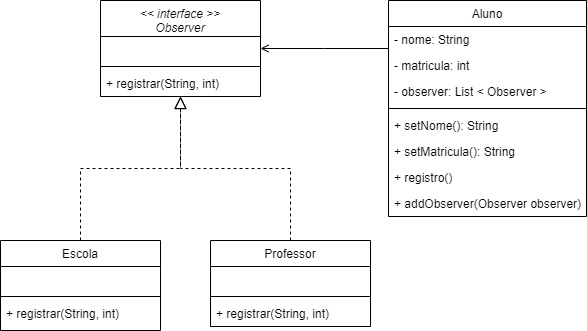 << interface >>
Observer
+ registrar(String, int)
Aluno
- nome: String
- matricula: int
- observer: List < Observer >
+ setNome(): String
+ setMatricula(): String
+ registro()
+ addObserver(Observer observer)
Escola
+ registrar(String, int)
Professor
+ registrar(String, int)